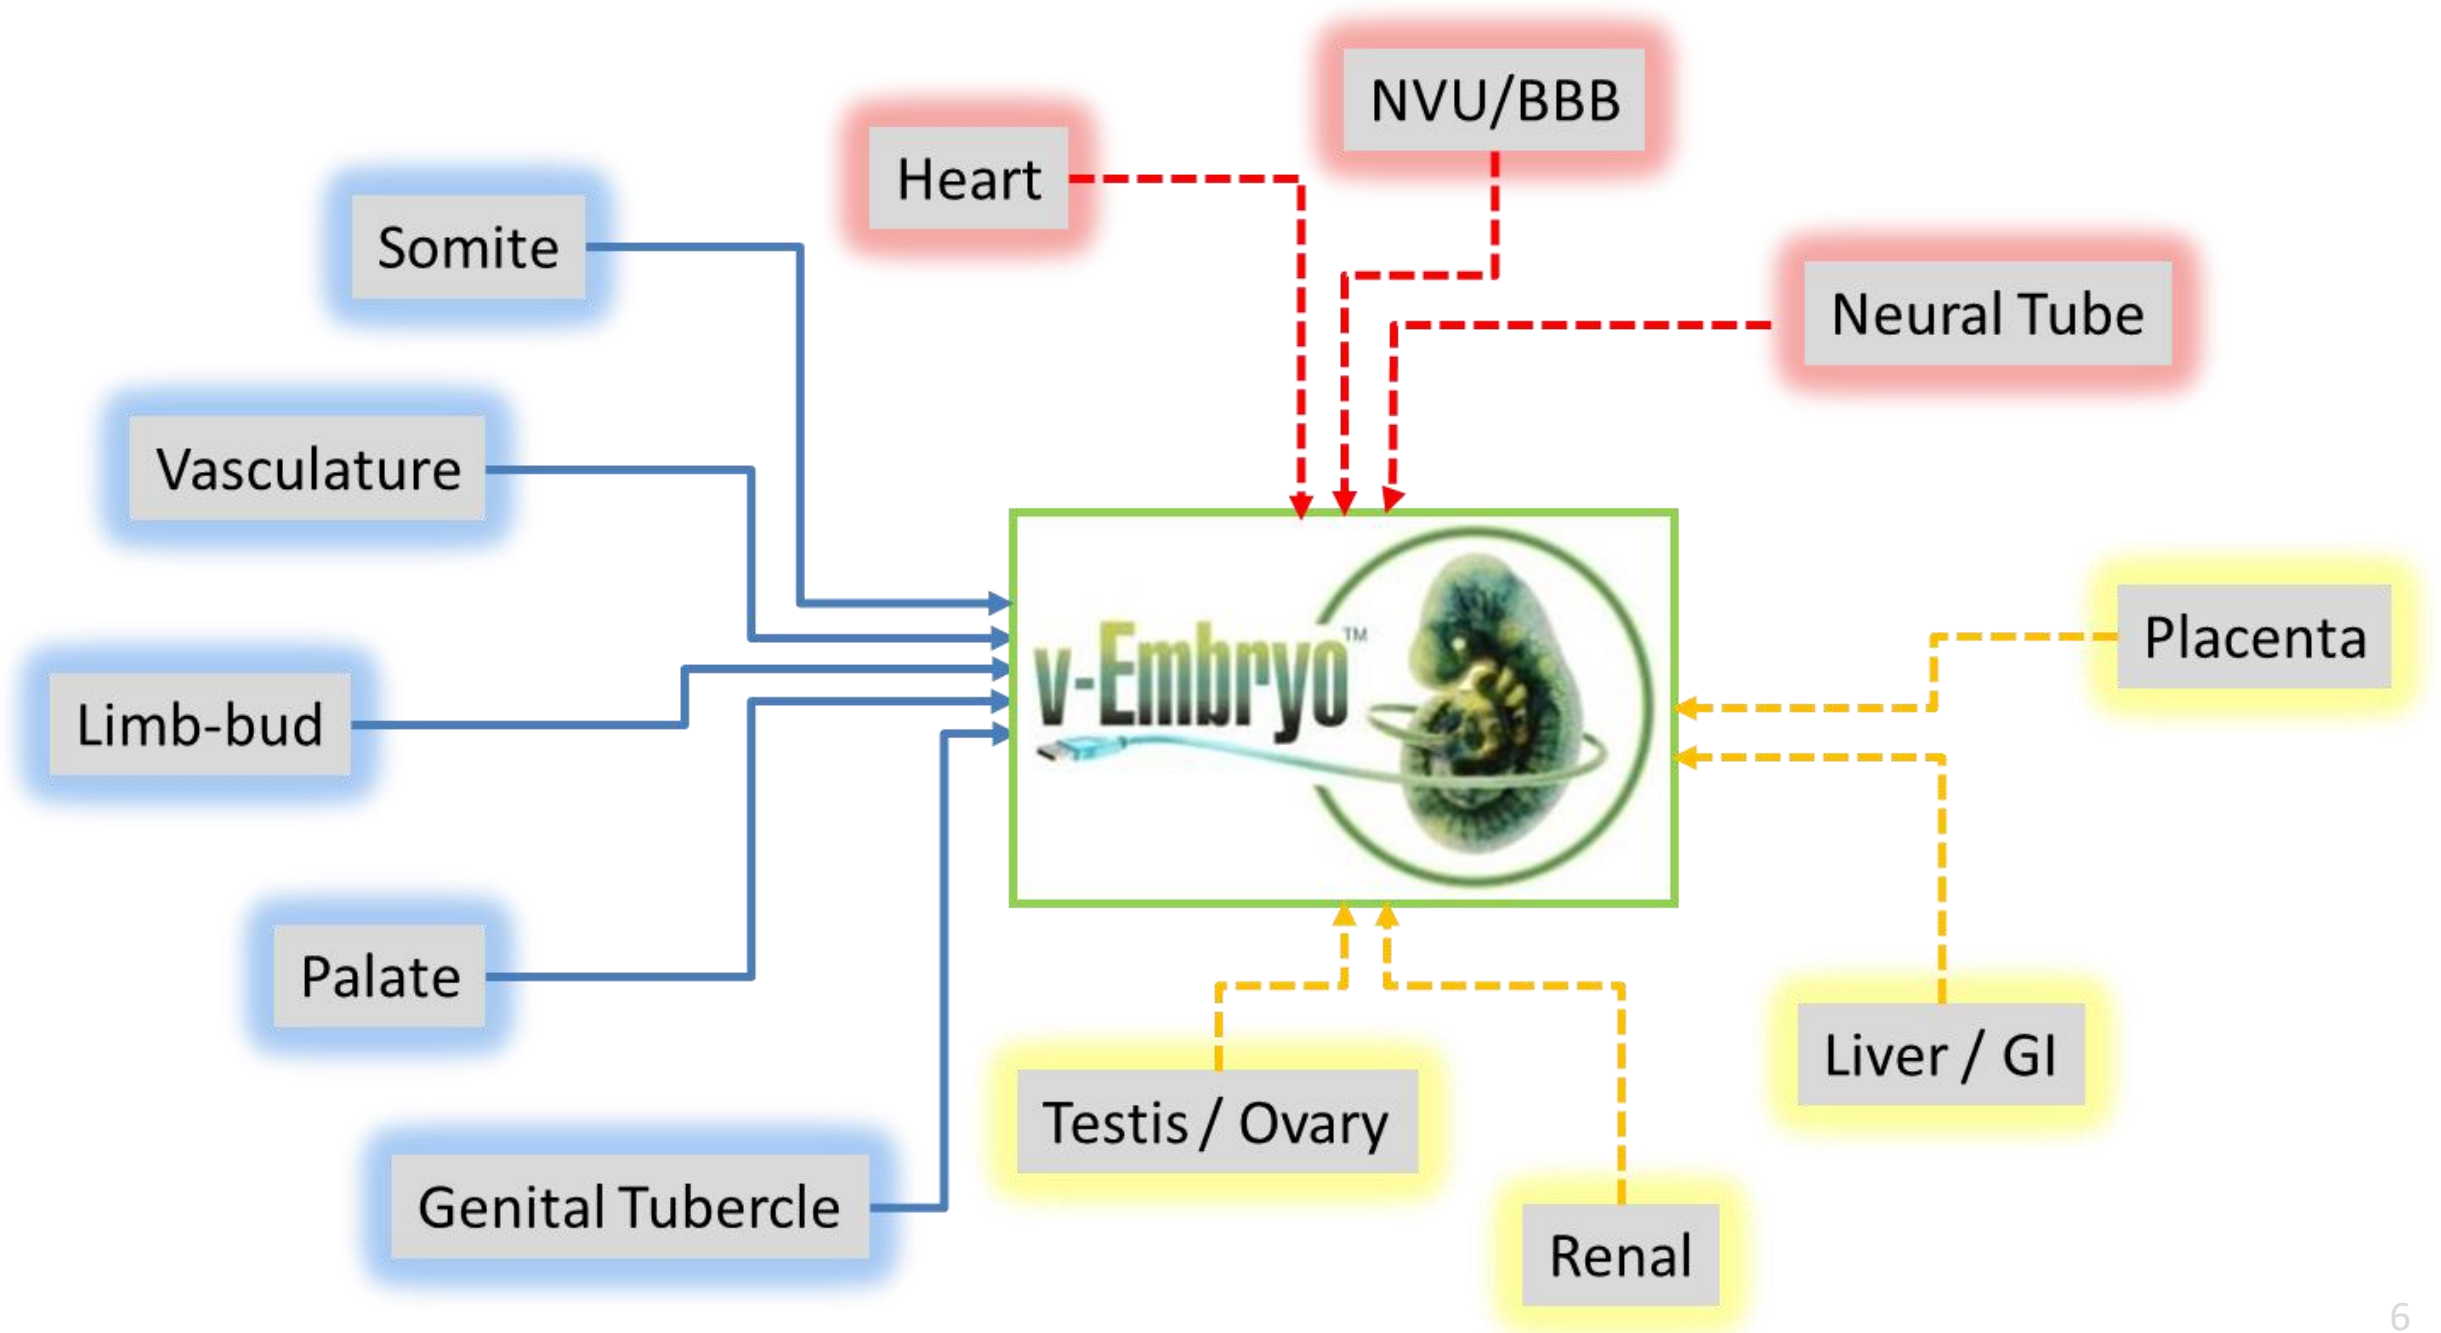 NVU/BBB
Heart
Somite
Neural Tube
Vasculature
Placenta
v-Embryo™
Limb-bud
Palate
Liver / GI
Testis / Ovary
Genital Tubercle
Renal
6